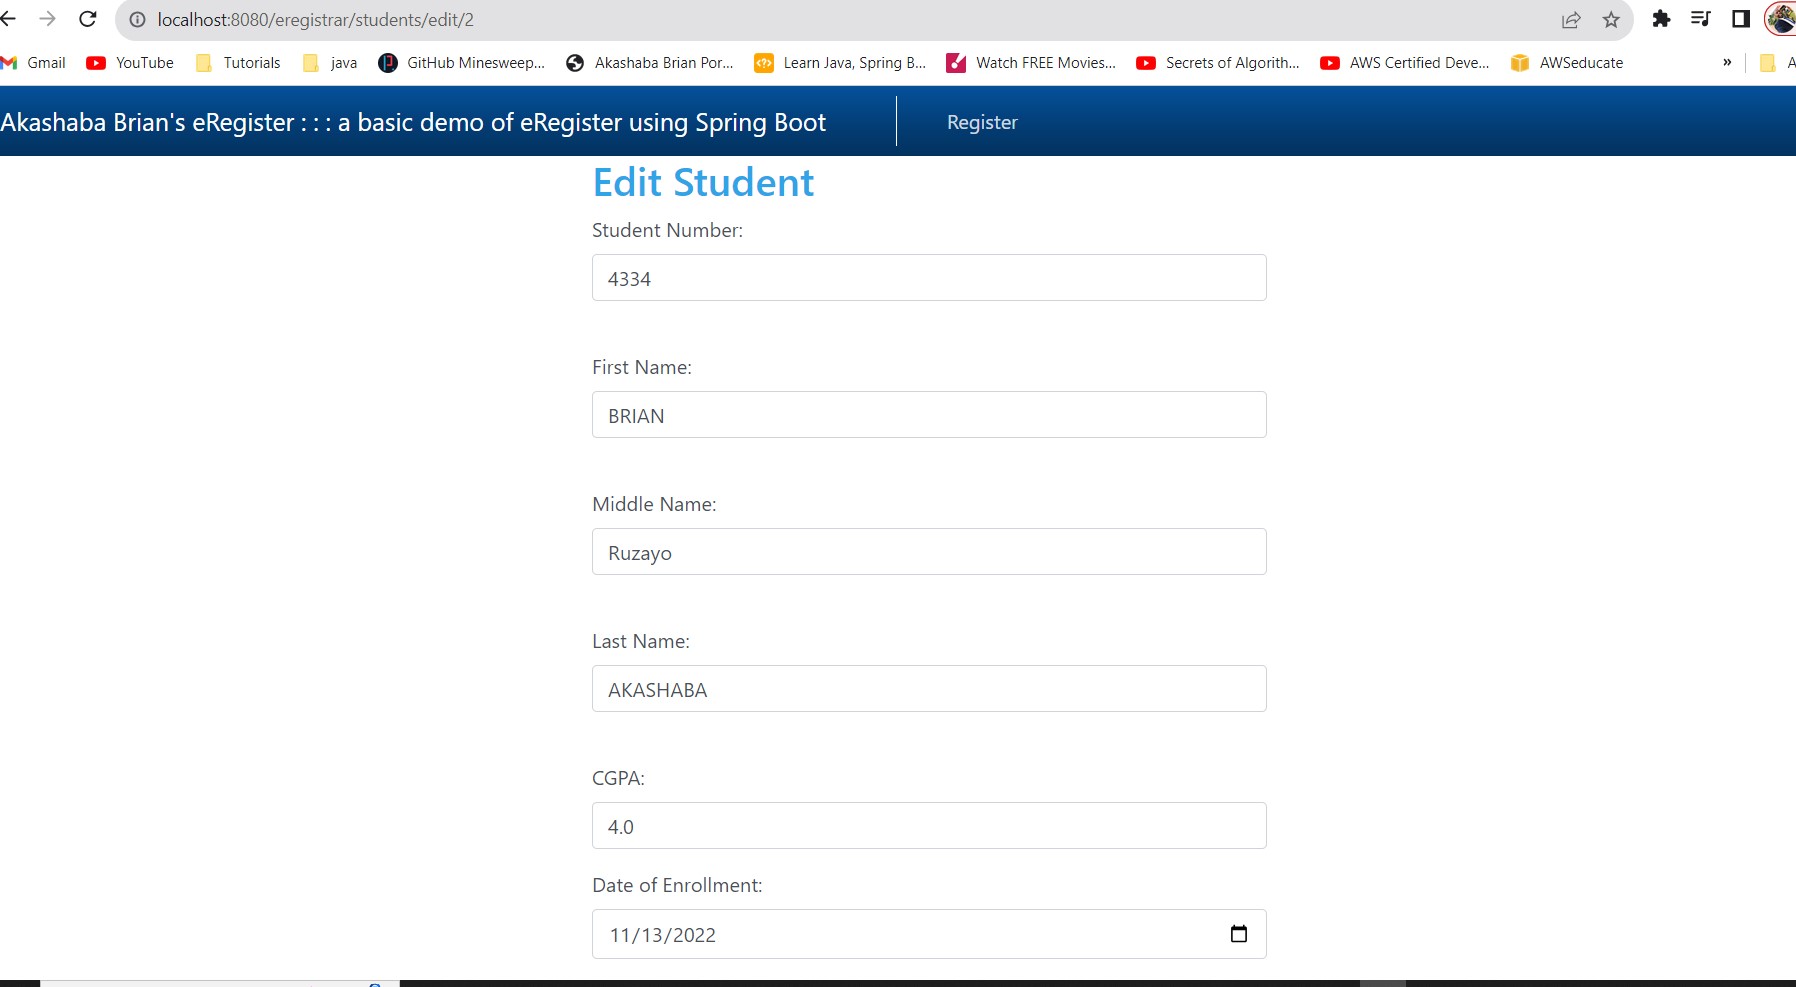 localhost:8080/eregistrar/students/edit/2
Gmail YouTube Tutorials java GitHub Minesweep... Akashaba Brian Por... Learn Java, Spring B... Watch FREE Movies... Secrets of Algorith... AWS Certified Deve... AWSeducate » A
Akashaba Brian's eRegister : : : a basic demo of eRegister using Spring Boot Register
Edit Student
Student Number:
4334
First Name:
BRIAN
Middle Name:
Ruzayo
Last Name:
AKASHABA
CGPA:
4.0
Date of Enrollment:
11/13/2022